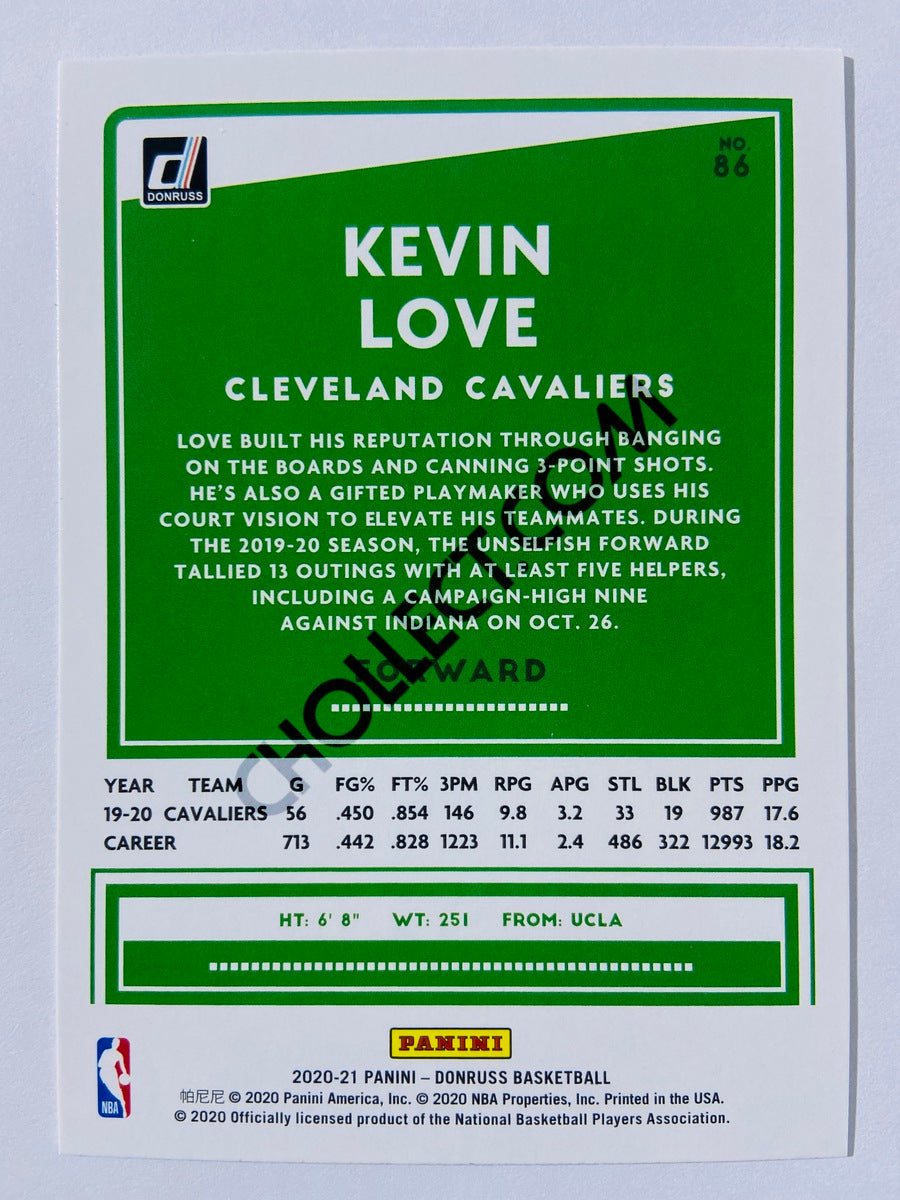 DONRUSS
NO.
86
KEVIN
LOVE
CLEVELAND CAVALIERS
LOVE BUILT HIS REPUTATION THROUGH BANGING
ON THE BOARDS AND CANNING 3-POINT SHOTS.
HE'S ALSO A GIFTED PLAYMAKER WHO USES HIS
COURT VISION TO ELEVATE HIS TEAMMATES. DURING
THE 2019-20 SEASON, THE UNSELFISH FORWARD
TALLIED 13 OUTINGS WITH AT LEAST FIVE HELPERS,
INCLUDING A CAMPAIGN-HIGH NINE
AGAINST INDIANA ON OCT. 26.
FORWARD
CHOLLECT.COM
YEAR TEAM G FG% FT% 3PM RPG APG STL BLK PTS PPG
19-20 CAVALIERS 56 .450 .854 146 9.8 3.2 33 19 987 17.6
CAREER 713 .442 .828 1223 11.1 2.4 486 322 12993 18.2
HT: 6' 8" WT: 251 FROM: UCLA
PANINI
NBA
2020-21 PANINI – DONRUSS BASKETBALL
帕尼尼 © 2020 Panini America, Inc. © 2020 NBA Properties, Inc. Printed in the USA.
© 2020 Officially licensed product of the National Basketball Players Association.